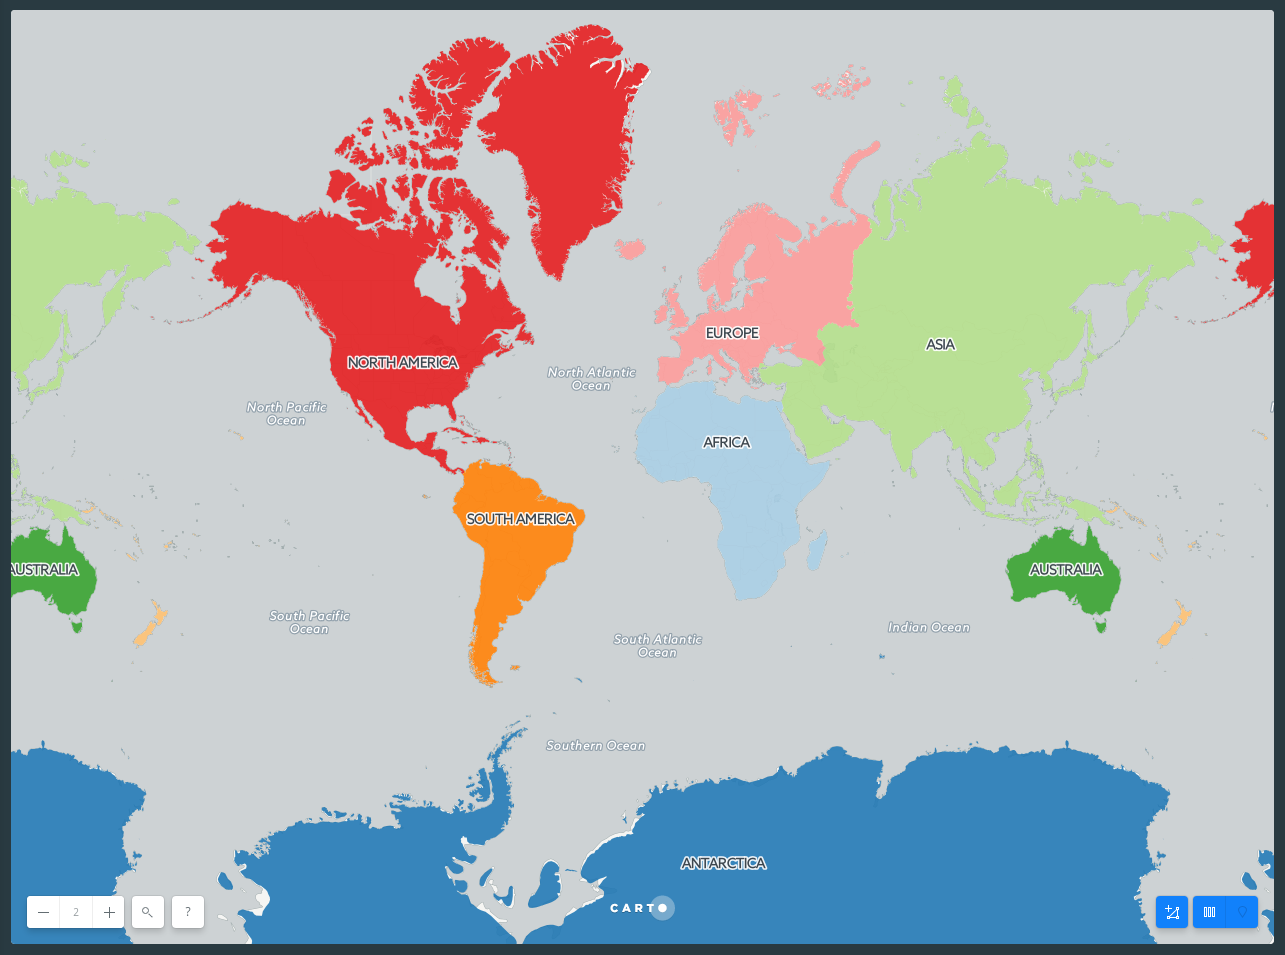 EUROPE
ASIA
NORTH AMERICA
North Atlantic
Ocean
North Pacific
Ocean
AFRICA
SOUTH AMERICA
AUSTRALIA
AUSTRALIA
South Pacific
Ocean
Indian Ocean
South Atlantic
Ocean
Southern Ocean
ANTARCTICA
CARTO
2
?